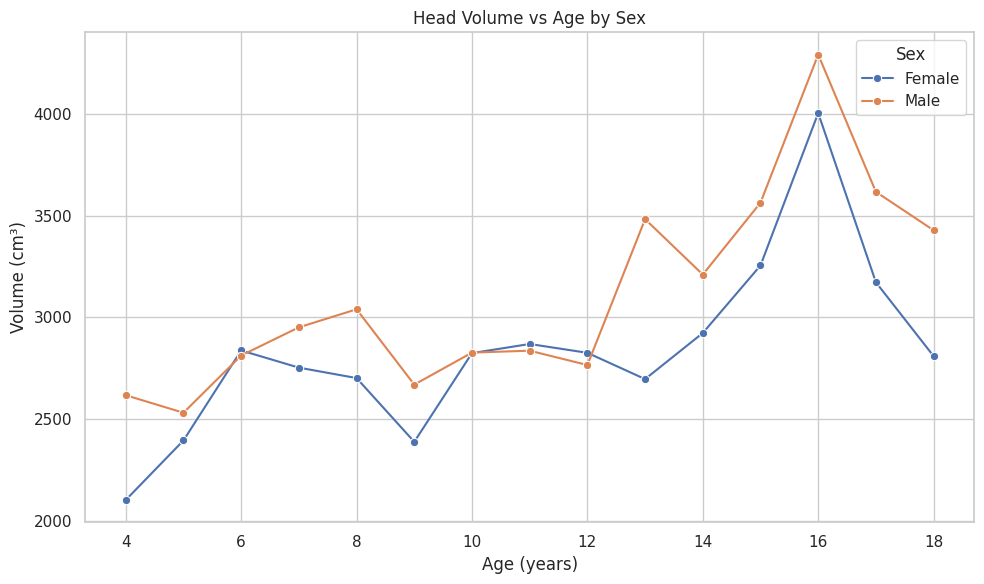 Head Volume vs Age by Sex
Sex
Female
Male
4000
3500
3000
2500
2000
Volume (cm³)
4 6 8 10 12 14 16 18
Age (years)